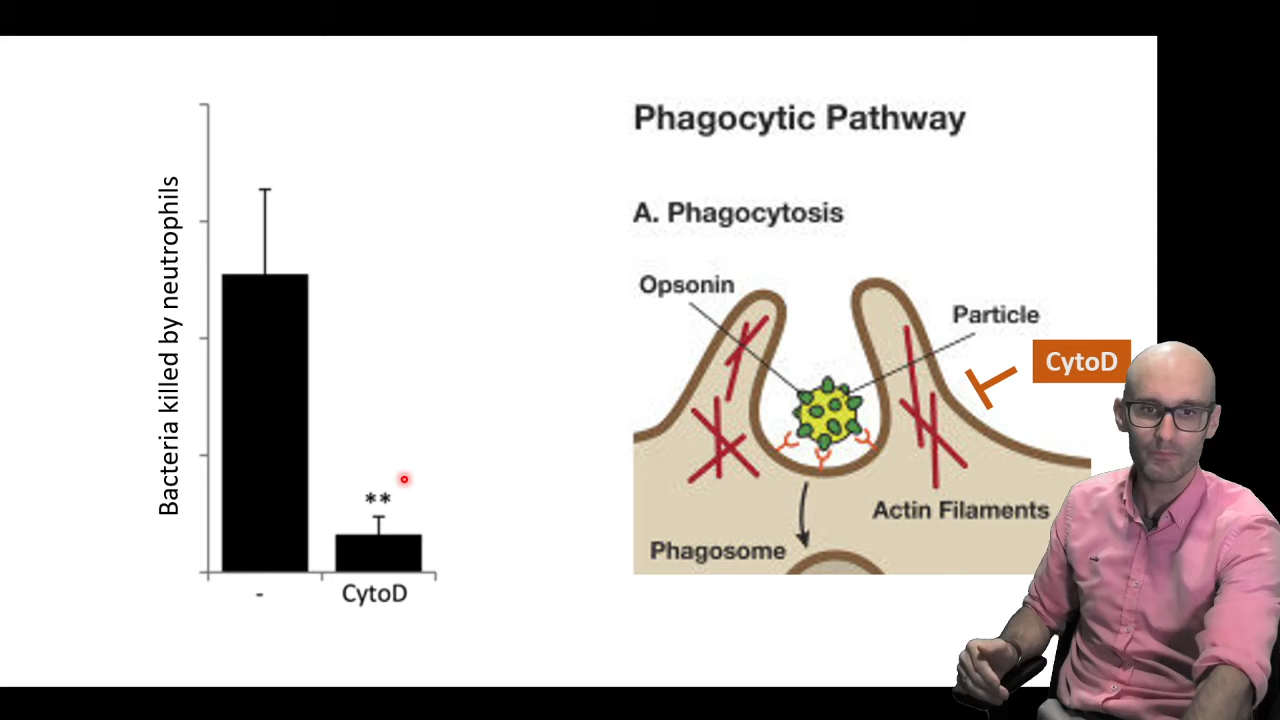 Bacteria killed by neutrophils
**
-
CytoD
Phagocytic Pathway
A. Phagocytosis
Opsonin
Particle
CytoD
Actin Filaments
Phagosome